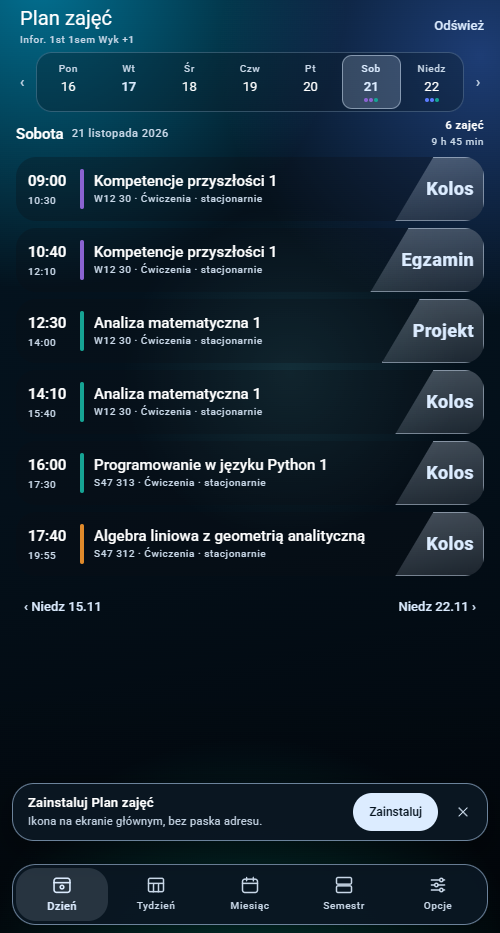 Plan zajęć
Infor. 1st 1sem Wyk +1
Odśwież
‹ Pon Wt Śr Czw Pt Sob Niedz ›
16 17 18 19 20 21 22
Sobota 21 listopada 2026
6 zajęć
9 h 45 min
09:00 Kompetencje przyszłości 1
10:30 W12 30 · Ćwiczenia · stacjonarnie
Kolos
10:40 Kompetencje przyszłości 1
12:10 W12 30 · Ćwiczenia · stacjonarnie
Egzamin
12:30 Analiza matematyczna 1
14:00 W12 30 · Ćwiczenia · stacjonarnie
Projekt
14:10 Analiza matematyczna 1
15:40 W12 30 · Ćwiczenia · stacjonarnie
Kolos
16:00 Programowanie w języku Python 1
17:30 S47 313 · Ćwiczenia · stacjonarnie
Kolos
17:40 Algebra liniowa z geometrią analityczną
19:55 S47 312 · Ćwiczenia · stacjonarnie
Kolos
‹ Niedz 15.11 Niedz 22.11 ›
Zainstaluj Plan zajęć
Ikona na ekranie głównym, bez paska adresu.
Zainstaluj
Dzień Tydzień Miesiąc Semestr Opcje